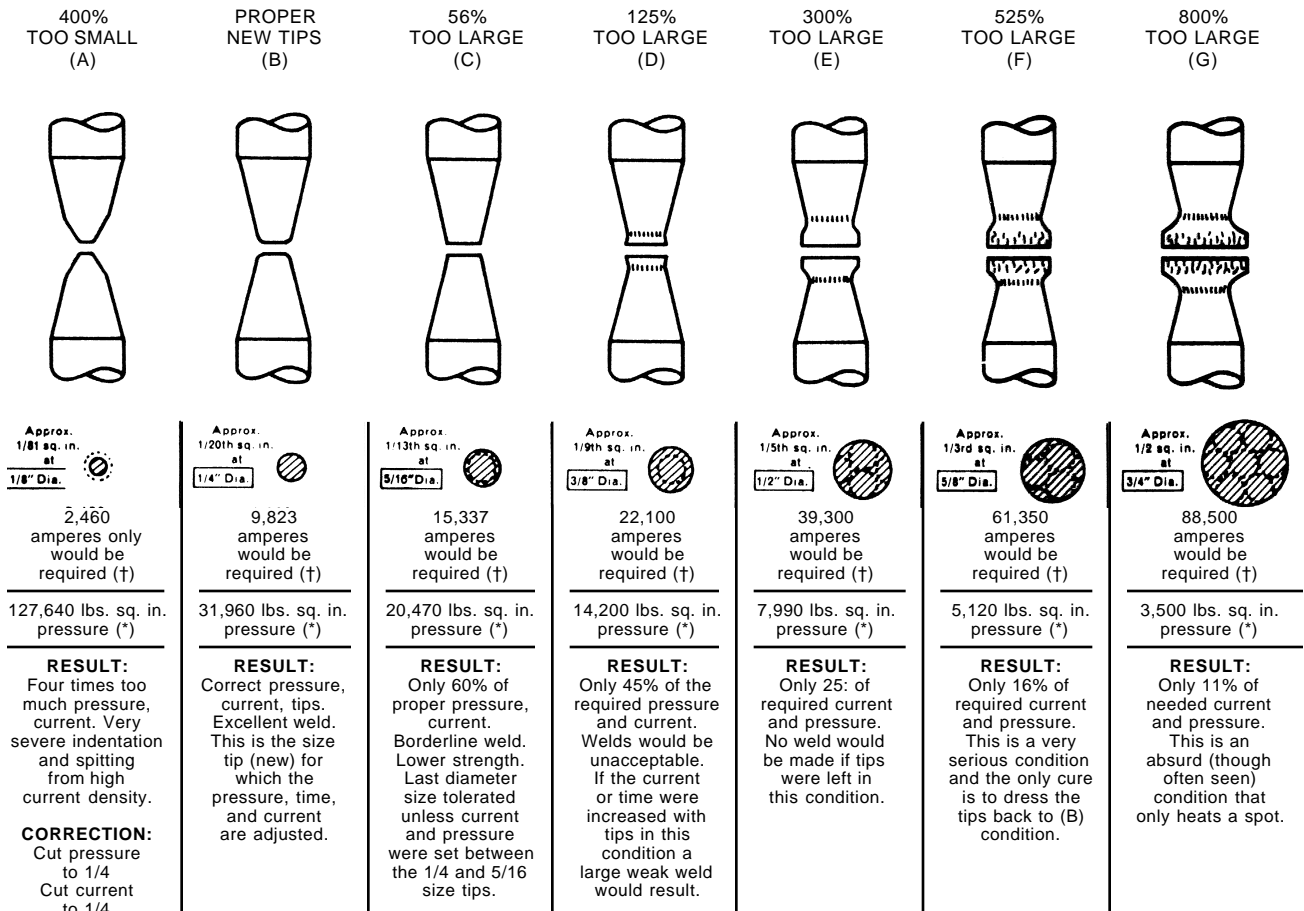 400%
TOO SMALL
(A)
PROPER
NEW TIPS
(B)
56%
TOO LARGE
(C)
125%
TOO LARGE
(D)
300%
TOO LARGE
(E)
525%
TOO LARGE
(F)
800%
TOO LARGE
(G)
Approx.
1/81 sq. in.
at
1/8" Dia.
2,460
amperes only
would be
required (†)
127,640 lbs. sq. in.
pressure (*)
RESULT:
Four times too
much pressure,
current. Very
severe indentation
and spitting
from high
current density.
CORRECTION:
Cut pressure
to 1/4
Cut current
to 1/4
Approx.
1/20th sq. in.
at
1/4" Dia.
9,823
amperes
would be
required (†)
31,960 lbs. sq. in.
pressure (*)
RESULT:
Correct pressure,
current, tips.
Excellent weld.
This is the size
tip (new) for
which the
pressure, time,
and current
are adjusted.
Approx.
1/13th sq. in.
at
5/16" Dia.
15,337
amperes
would be
required (†)
20,470 lbs. sq. in.
pressure (*)
RESULT:
Only 60% of
proper pressure,
current.
Borderline weld.
Lower strength.
Last diameter
size tolerated
unless current
and pressure
were set between
the 1/4 and 5/16
size tips.
Approx.
1/9th sq. in.
at
3/8" Dia.
22,100
amperes
would be
required (†)
14,200 lbs. sq. in.
pressure (*)
RESULT:
Only 45% of the
required pressure
and current.
Welds would be
unacceptable.
If the current
or time were
increased with
tips in this
condition a
large weak weld
would result.
Approx.
1/5th sq. in.
at
1/2" Dia.
39,300
amperes
would be
required (†)
7,990 lbs. sq. in.
pressure (*)
RESULT:
Only 25: of
required current
and pressure.
No weld would
be made if tips
were left in
this condition.
Approx.
1/3rd sq. in.
at
5/8" Dia.
61,350
amperes
would be
required (†)
5,120 lbs. sq. in.
pressure (*)
RESULT:
Only 16% of
required current
and pressure.
This is a very
serious condition
and the only cure
is to dress the
tips back to (B)
condition.
Approx.
1/2 sq. in.
at
3/4" Dia.
88,500
amperes
would be
required (†)
3,500 lbs. sq. in.
pressure (*)
RESULT:
Only 11% of
needed current
and pressure.
This is an
absurd (though
often seen)
condition that
only heats a spot.